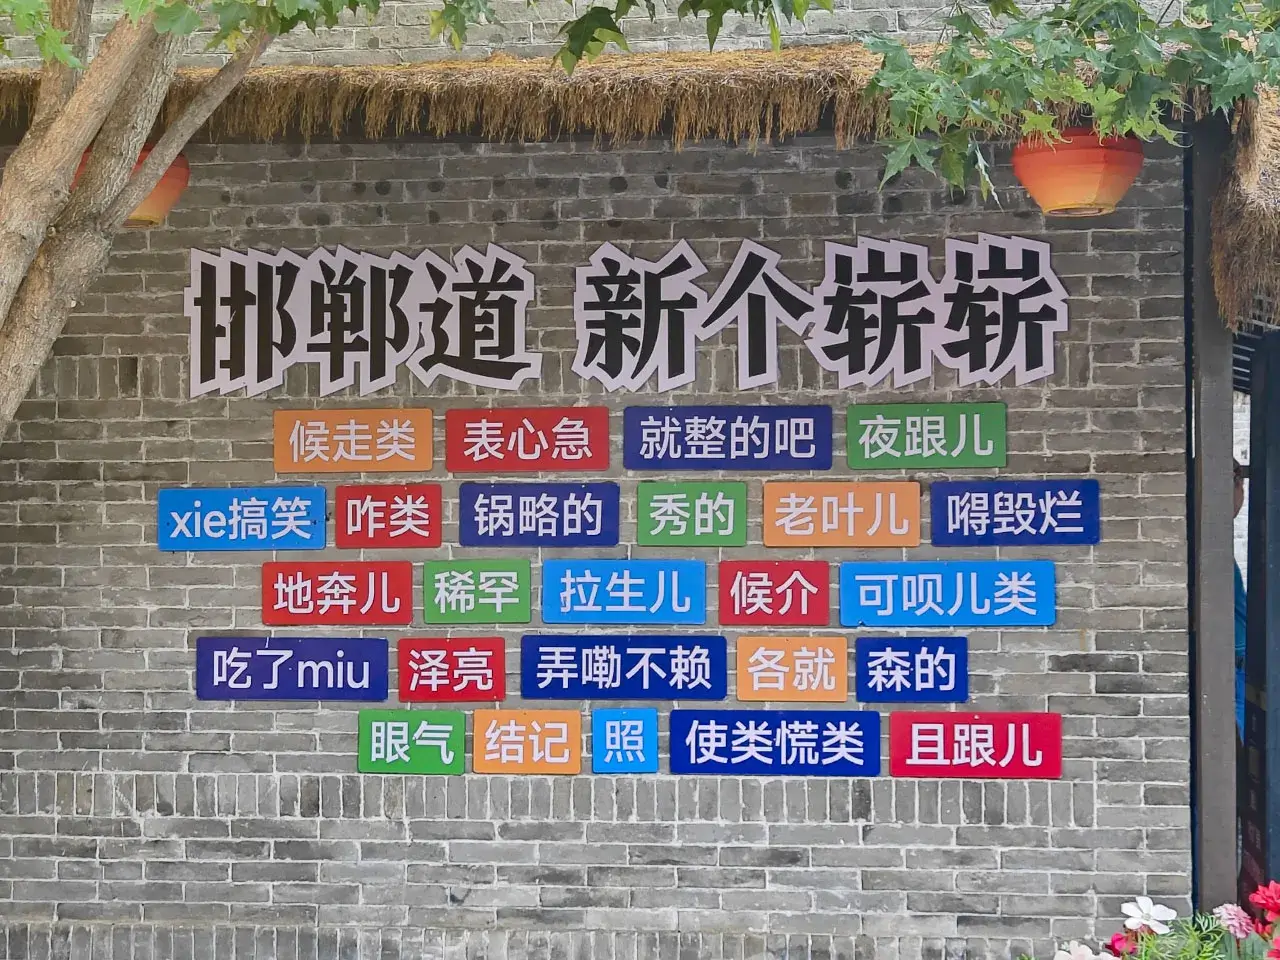 邯郸道 新个崭崭
候走类 表心急 就整的吧 夜跟儿
xie搞笑 咋类 锅略的 秀的 老叶儿 嘚毁烂
地奔儿 稀罕 拉生儿 候介 可呗儿类
吃了miu 泽亮 弄嘞不赖 各就 森的
眼气 结记 照 使类慌类 且跟儿